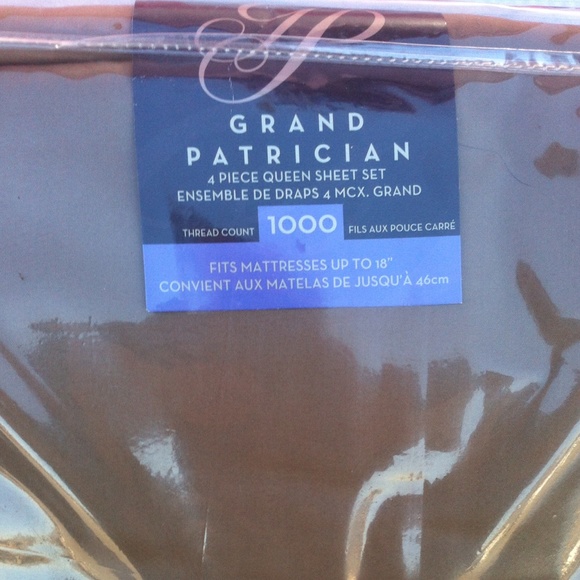 GRAND
PATRICIAN
4 PIECE QUEEN SHEET SET
ENSEMBLE DE DRAPS 4 MCX. GRAND
THREAD COUNT 1000 FILS AUX POUCE CARRÉ
FITS MATTRESSES UP TO 18"
CONVIENT AUX MATELAS DE JUSQU'À 46cm